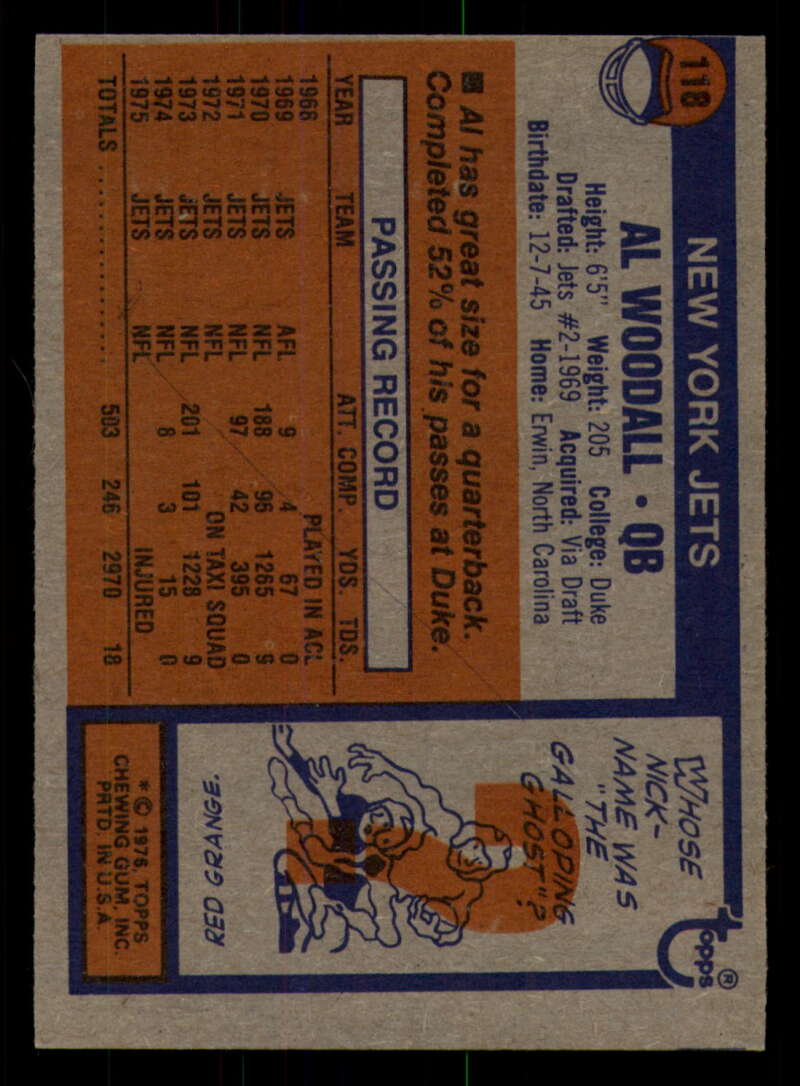 118
NEW YORK JETS
AL WOODALL • QB
Height: 6'5" Weight: 205 College: Duke
Drafted: Jets #2-1969 Acquired: Via Draft
Birthdate: 12-7-45 Home: Erwin, North Carolina
Al has great size for a quarterback.
Completed 52% of his passes at Duke.
PASSING RECORD
YEAR TEAM ATT. COMP. YDS. TDS.
1968 PLAYED IN ACL
1969 JETS AFL 9 4 67 0
1970 JETS NFL 188 96 1265 9
1971 JETS NFL 97 42 395 0
1972 JETS NFL ON TAXI SQUAD
1973 JETS NFL 201 101 1228 9
1974 JETS NFL 8 3 15 0
1975 JETS NFL INJURED
TOTALS .................... 503 246 2970 18
topps®
WHOSE
NICK-
NAME WAS
"THE
GALLOPING
GHOST"?
RED GRANGE.
* © 1976, TOPPS
CHEWING GUM, INC.
PRTD. IN U.S.A.